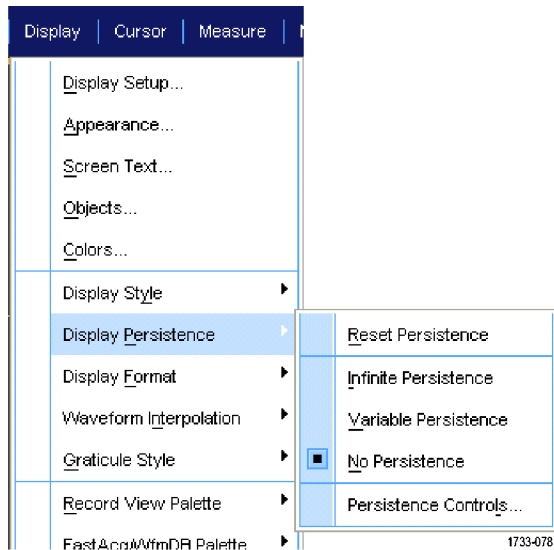 Display Cursor Measure
Display Setup...
Appearance...
Screen Text...
Objects...
Colors...
Display Style
Display Persistence
Reset Persistence
Display Format
Infinite Persistence
Waveform Interpolation
Variable Persistence
Graticule Style
No Persistence
Record View Palette
Persistence Controls...
FastAcq/WfmDB Palette
1733-078